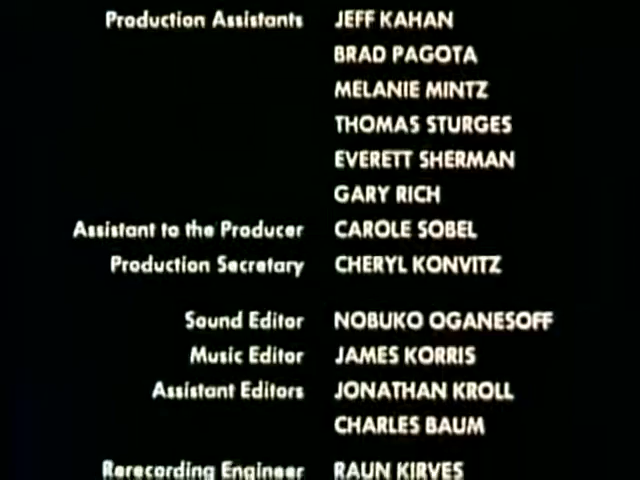 Production Assistants JEFF KAHAN
BRAD PAGOTA
MELANIE MINTZ
THOMAS STURGES
EVERETT SHERMAN
GARY RICH
Assistant to the Producer CAROLE SOBEL
Production Secretary CHERYL KONVITZ
Sound Editor NOBUKO OGANESOFF
Music Editor JAMES KORRIS
Assistant Editors JONATHAN KROLL
CHARLES BAUM
Rerecording Engineer RAUN KIRVES